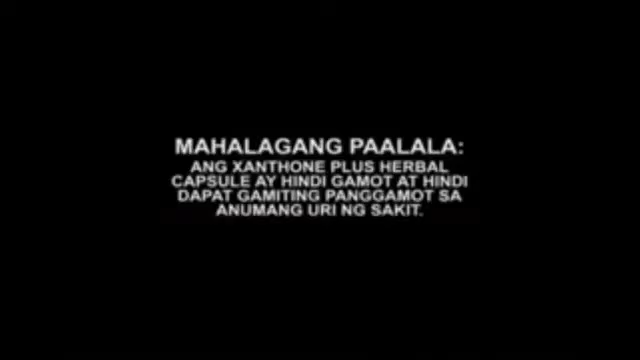 MAHALAGANG PAALALA:
ANG XANTHONE PLUS HERBAL
CAPSULE AY HINDI GAMOT AT HINDI
DAPAT GAMITING PANGGAMOT SA
ANUMANG URI NG SAKIT.